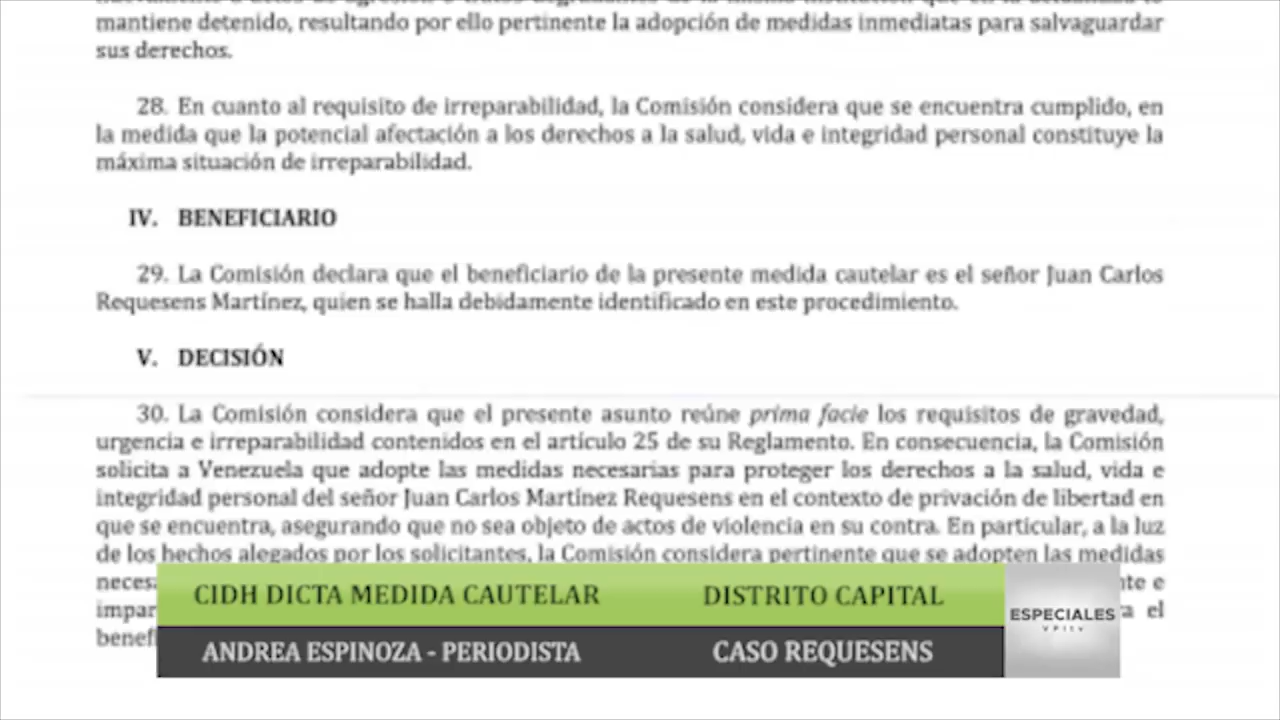 mantiene detenido, resultando por ello pertinente la adopción de medidas inmediatas para salvaguardar
sus derechos.
28. En cuanto al requisito de irreparabilidad, la Comisión considera que se encuentra cumplido, en
la medida que la potencial afectación a los derechos a la salud, vida e integridad personal constituye la
máxima situación de irreparabilidad.
IV. BENEFICIARIO
29. La Comisión declara que el beneficiario de la presente medida cautelar es el señor Juan Carlos
Requesens Martínez, quien se halla debidamente identificado en este procedimiento.
V. DECISIÓN
30. La Comisión considera que el presente asunto reúne prima facie los requisitos de gravedad,
urgencia e irreparabilidad contenidos en el artículo 25 de su Reglamento. En consecuencia, la Comisión
solicita a Venezuela que adopte las medidas necesarias para proteger los derechos a la salud, vida e
integridad personal del señor Juan Carlos Martínez Requesens en el contexto de privación de libertad en
que se encuentra, asegurando que no sea objeto de actos de violencia en su contra. En particular, a la luz
de los hechos alegados por los solicitantes, la Comisión considera pertinente que se adopten las medidas
e
el
CIDH DICTA MEDIDA CAUTELAR DISTRITO CAPITAL
ANDREA ESPINOZA - PERIODISTA CASO REQUESENS
ESPECIALES
VPItv